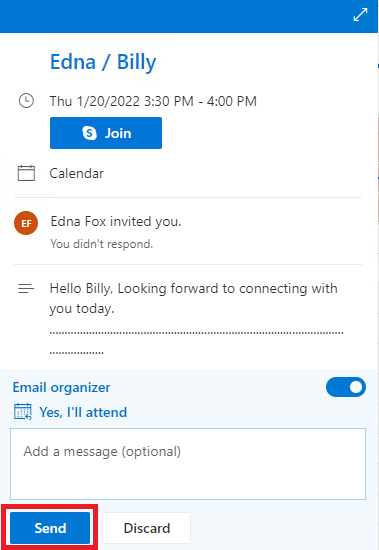 Edna / Billy
Thu 1/20/2022 3:30 PM - 4:00 PM
Join
Calendar
EF
Edna Fox invited you.
You didn't respond.
Hello Billy, Looking forward to connecting with
you today.
..........................................................................................
.................
Email organizer
Yes, I'll attend
Add a message (optional)
Send
Discard